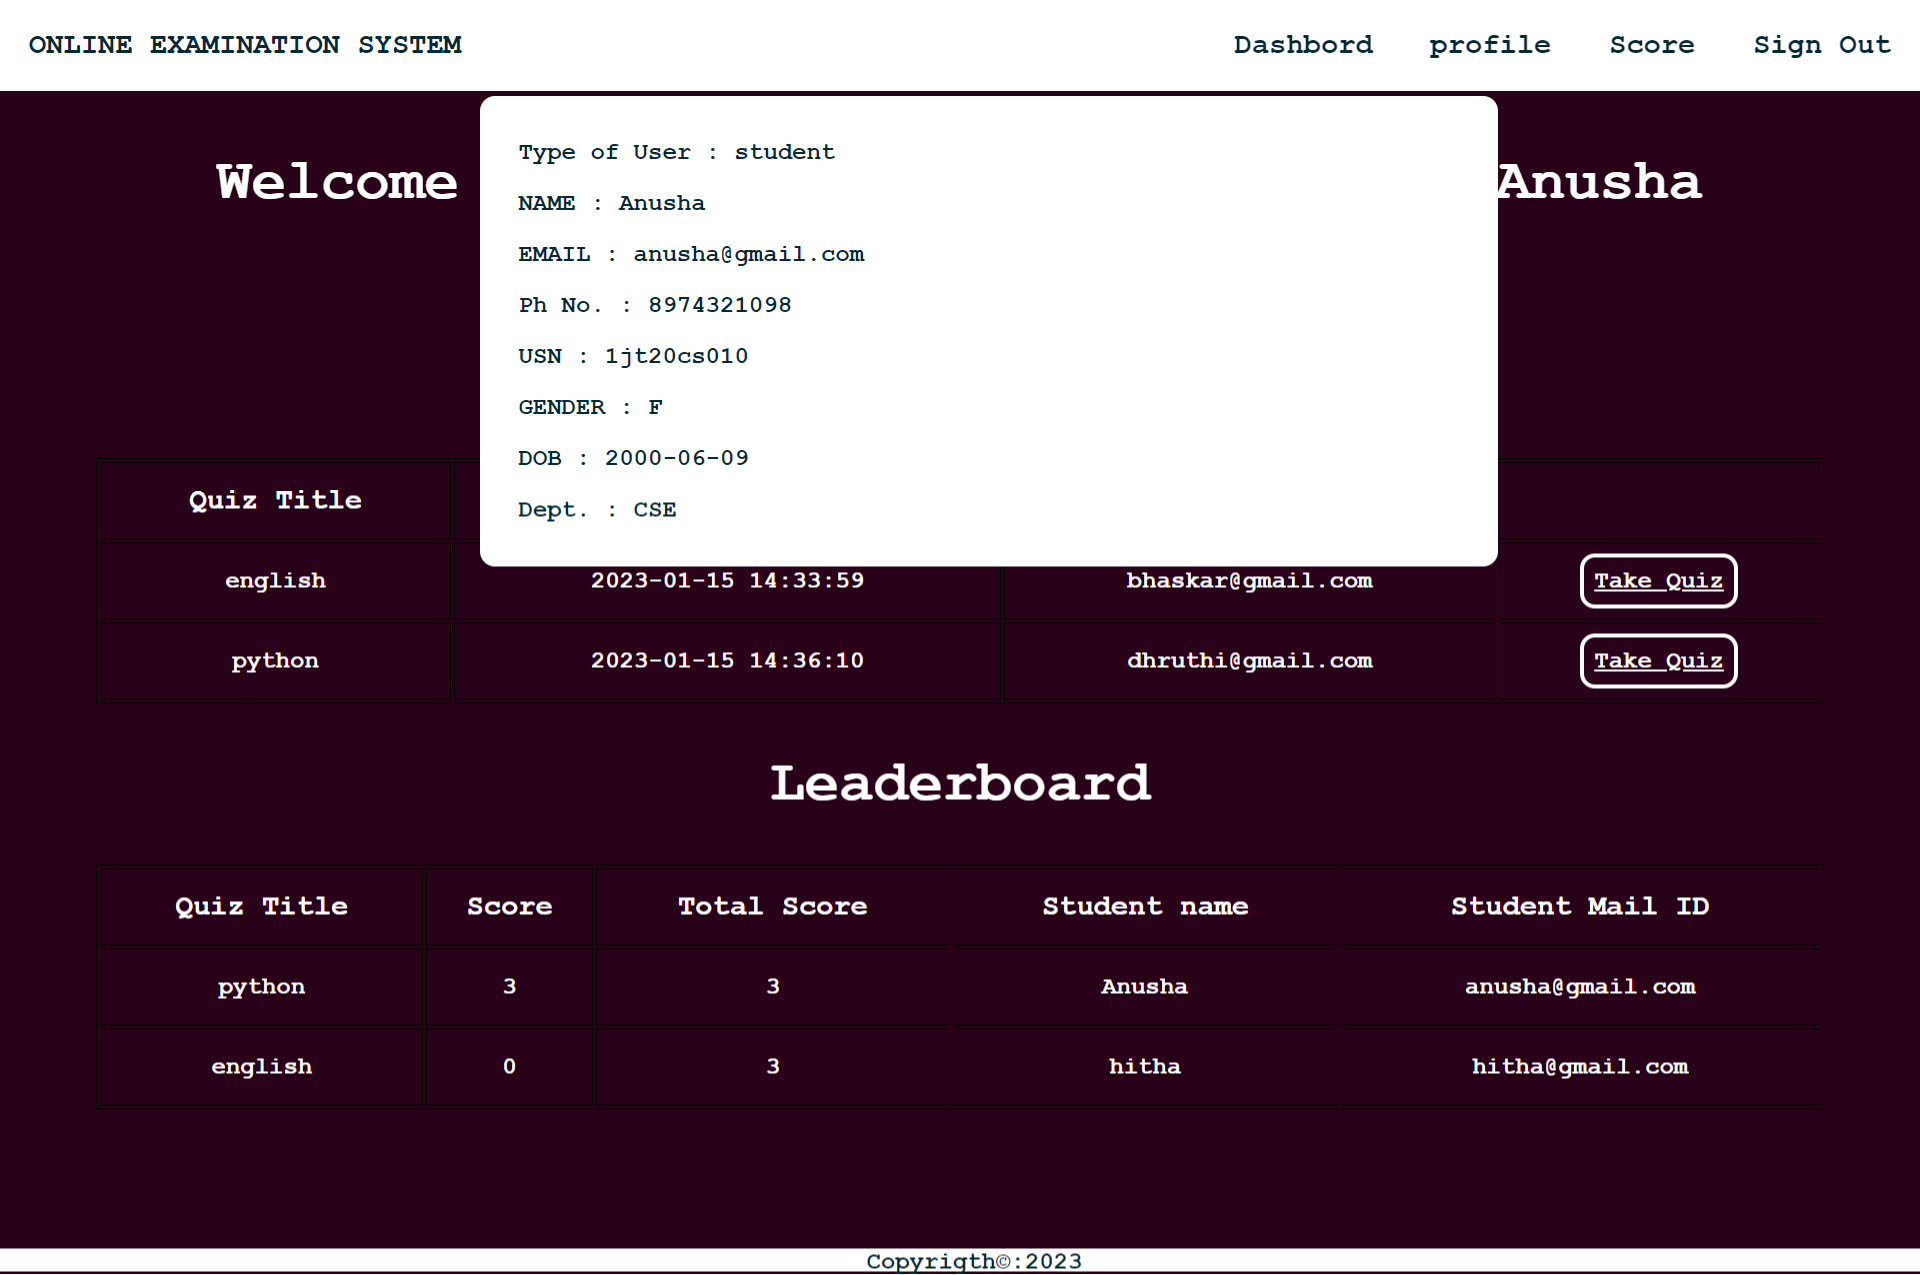 ONLINE EXAMINATION SYSTEM Dashbord profile Score Sign Out
Welcome Anusha
Type of User : student
NAME : Anusha
EMAIL : anusha@gmail.com
Ph No. : 8974321098
USN : 1jt20cs010
GENDER : F
DOB : 2000-06-09
Dept. : CSE
Quiz Title
english 2023-01-15 14:33:59 bhaskar@gmail.com Take Quiz
python 2023-01-15 14:36:10 dhruthi@gmail.com Take Quiz
Leaderboard
Quiz Title Score Total Score Student name Student Mail ID
python 3 3 Anusha anusha@gmail.com
english 0 3 hitha hitha@gmail.com
Copyrigth©:2023